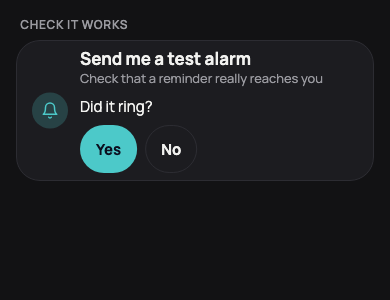 CHECK IT WORKS
Send me a test alarm
Check that a reminder really reaches you
Did it ring?
Yes
No